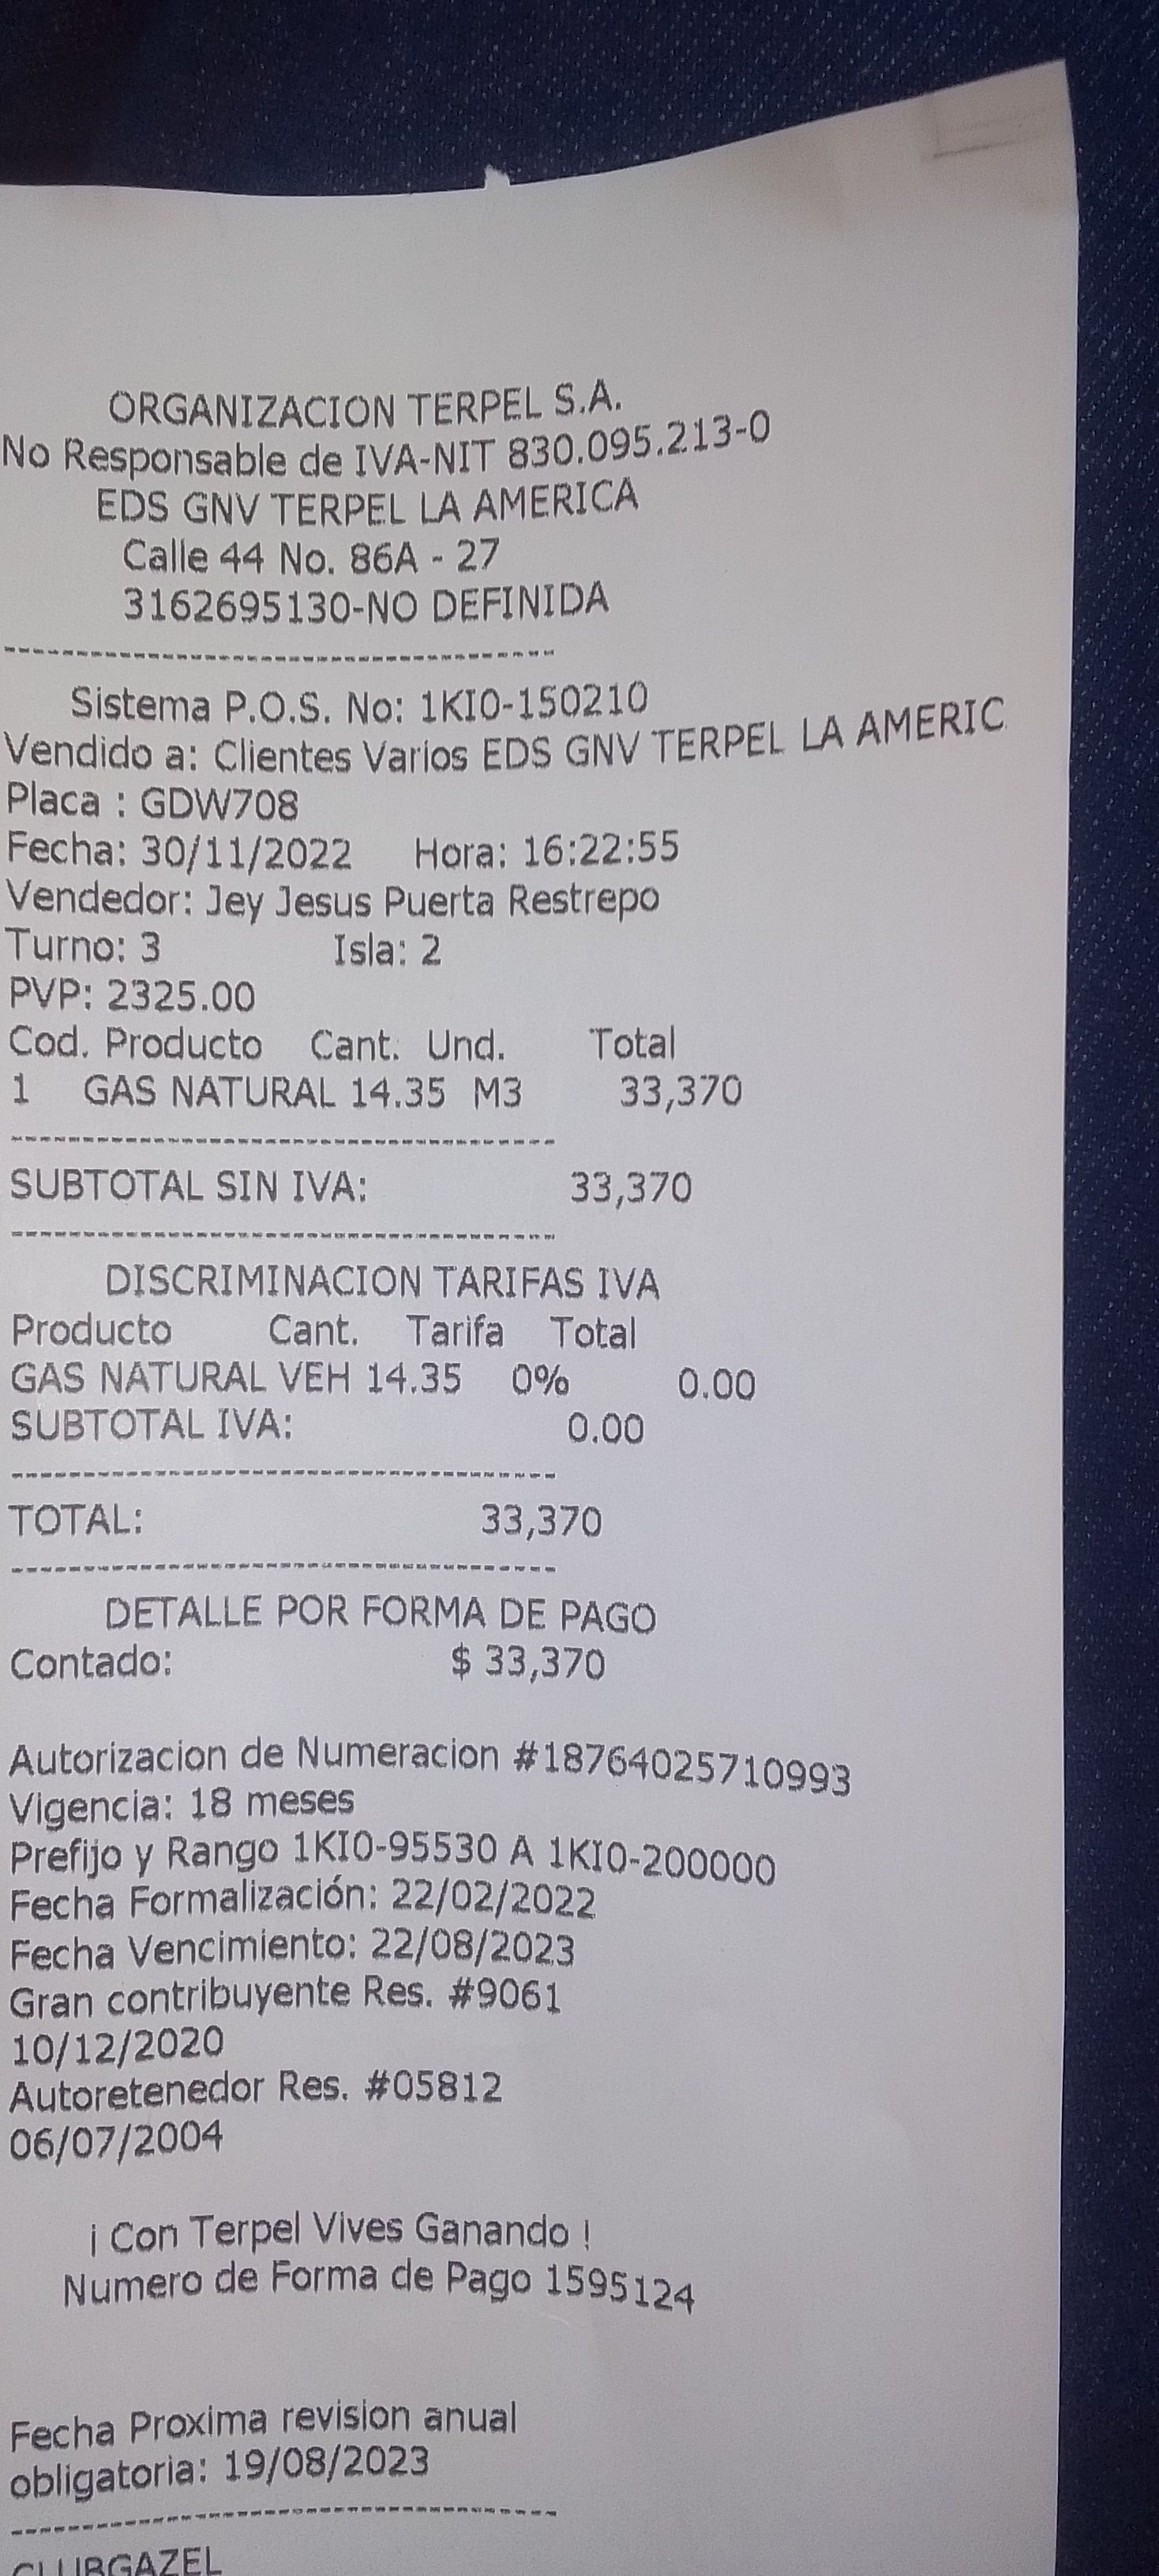 ORGANIZACION TERPEL S.A.
No Responsable de IVA-NIT 830.095.213-0
EDS GNV TERPEL LA AMERICA
Calle 44 No. 86A - 27
3162695130-NO DEFINIDA
--------------------------------------
Sistema P.O.S. No: 1KI0-150210
Vendido a: Clientes Varios EDS GNV TERPEL LA AMERIC
Placa : GDW708
Fecha: 30/11/2022 Hora: 16:22:55
Vendedor: Jey Jesus Puerta Restrepo
Turno: 3 Isla: 2
PVP: 2325.00
Cod. Producto Cant. Und. Total
1 GAS NATURAL 14.35 M3 33,370
--------------------------------------
SUBTOTAL SIN IVA: 33,370
--------------------------------------
DISCRIMINACION TARIFAS IVA
Producto Cant. Tarifa Total
GAS NATURAL VEH 14.35 0% 0.00
SUBTOTAL IVA: 0.00
--------------------------------------
TOTAL: 33,370
--------------------------------------
DETALLE POR FORMA DE PAGO
Contado: $ 33,370
Autorizacion de Numeracion #18764025710993
Vigencia: 18 meses
Prefijo y Rango 1KI0-95530 A 1KI0-200000
Fecha Formalización: 22/02/2022
Fecha Vencimiento: 22/08/2023
Gran contribuyente Res. #9061
10/12/2020
Autoretenedor Res. #05812
06/07/2004
¡ Con Terpel Vives Ganando !
Numero de Forma de Pago 1595124
Fecha Proxima revision anual
obligatoria: 19/08/2023
--------------------------------------
CLUBGAZEL